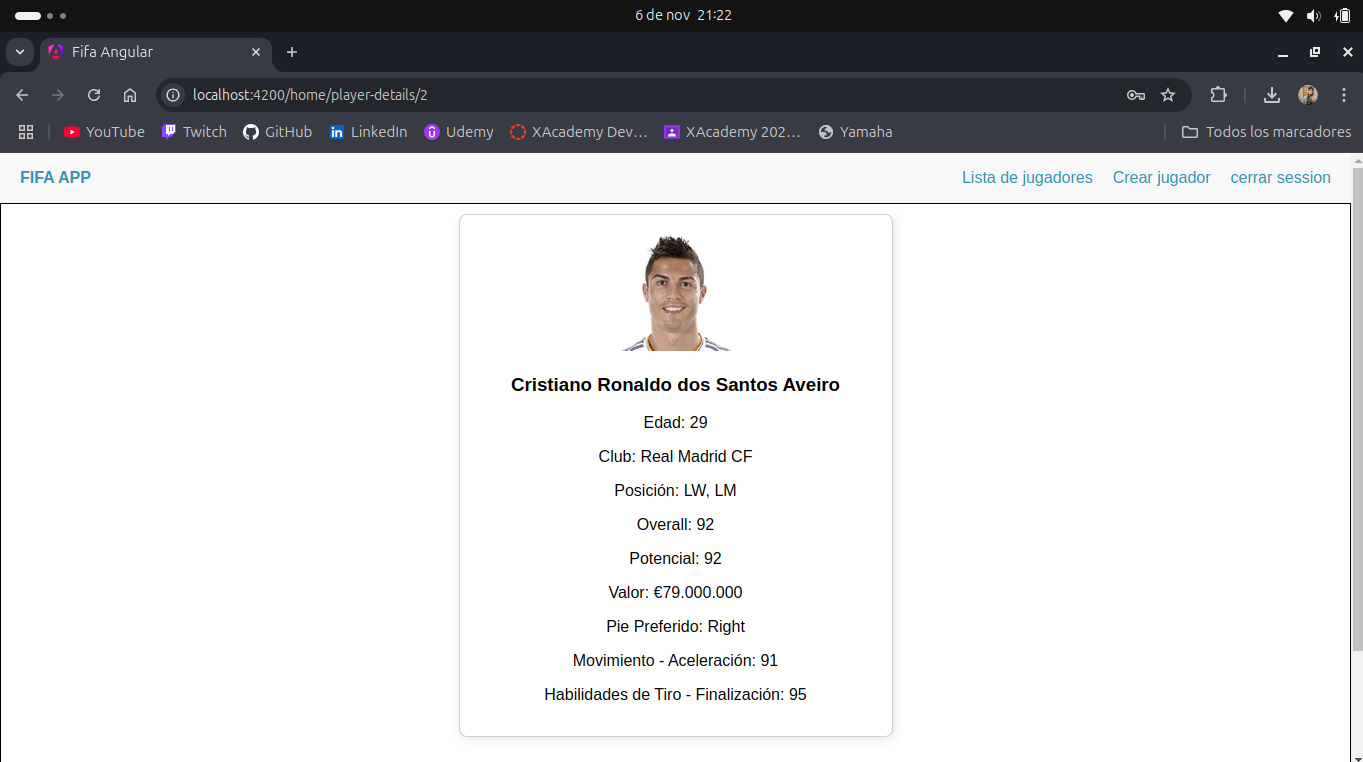 6 de nov 21:22
Fifa Angular
localhost:4200/home/player-details/2
YouTube Twitch GitHub LinkedIn Udemy XAcademy Dev... XAcademy 202... Yamaha Todos los marcadores
FIFA APP Lista de jugadores Crear jugador cerrar session
Cristiano Ronaldo dos Santos Aveiro
Edad: 29
Club: Real Madrid CF
Posición: LW, LM
Overall: 92
Potencial: 92
Valor: €79.000.000
Pie Preferido: Right
Movimiento - Aceleración: 91
Habilidades de Tiro - Finalización: 95